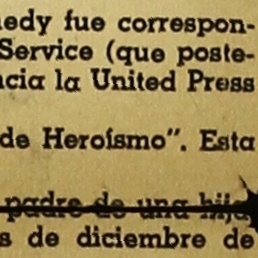 nedy fue correspon-
Service (que poste-
ncia la United Press
de Heroísmo". Esta
padre de una hija
s de diciembre de